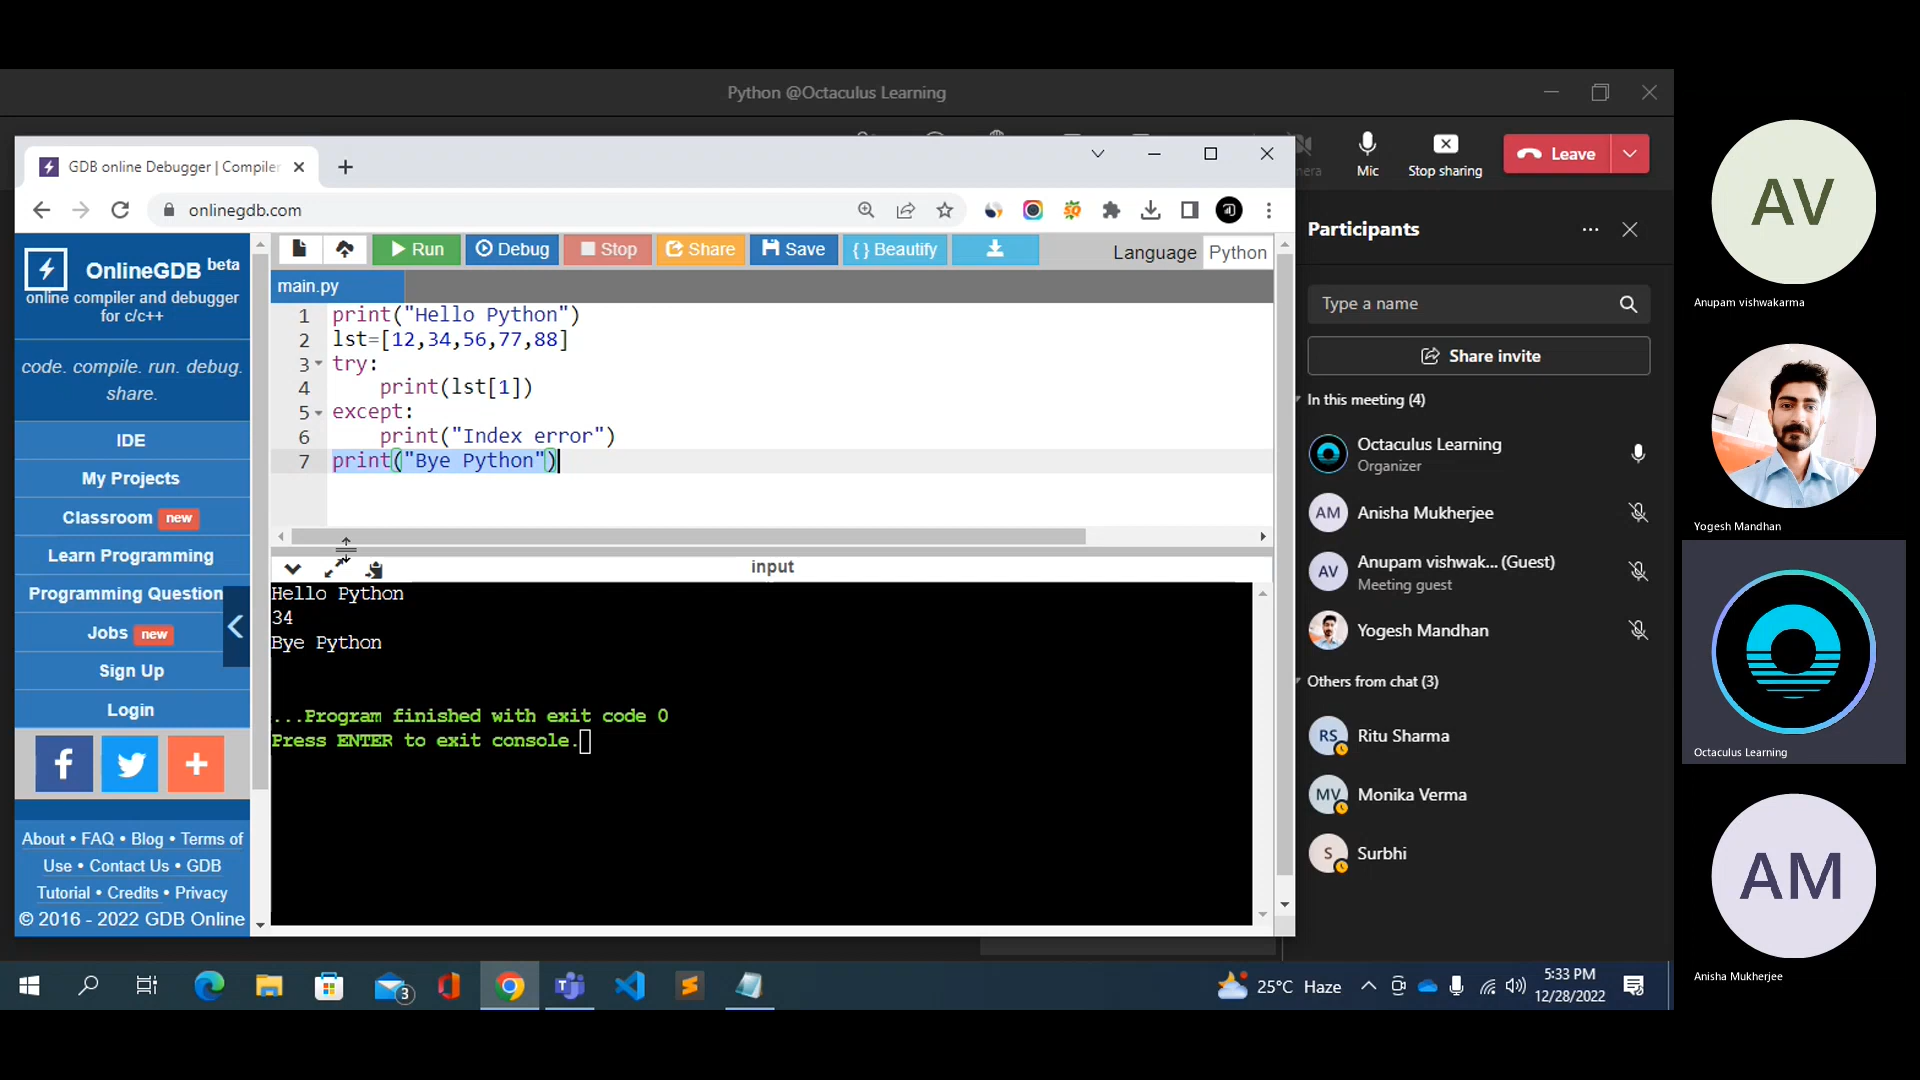 Python @Octaculus Learning
GDB online Debugger | Compiler
onlinegdb.com
Mic
Stop sharing
Leave
OnlineGDB beta
online compiler and debugger
for c/c++
code. compile. run. debug.
share.
IDE
My Projects
Classroom new
Learn Programming
Programming Question
Jobs new
Sign Up
Login
About • FAQ • Blog • Terms of
Use • Contact Us • GDB
Tutorial • Credits • Privacy
© 2016 - 2022 GDB Online
Run
Debug
Stop
Share
Save
{ } Beautify
Language
Python
main.py
1 print("Hello Python")
2 lst=[12,34,56,77,88]
3 try:
4 print(lst[1])
5 except:
6 print("Index error")
7 print("Bye Python")
input
Hello Python
34
Bye Python
...Program finished with exit code 0
Press ENTER to exit console.
Participants
Type a name
Share invite
In this meeting (4)
Octaculus Learning
Organizer
AM Anisha Mukherjee
AV Anupam vishwak... (Guest)
Meeting guest
Yogesh Mandhan
Others from chat (3)
RS Ritu Sharma
MV Monika Verma
S Surbhi
AV
Anupam vishwakarma
Yogesh Mandhan
Octaculus Learning
AM
Anisha Mukherjee
3
25°C Haze
5:33 PM
12/28/2022